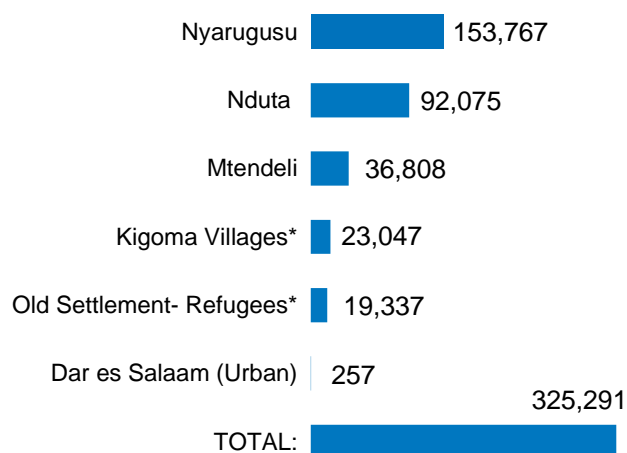 Nyarugusu 153,767
Nduta 92,075
Mtendeli 36,808
Kigoma Villages* 23,047
Old Settlement- Refugees* 19,337
Dar es Salaam (Urban) 257
325,291
TOTAL: